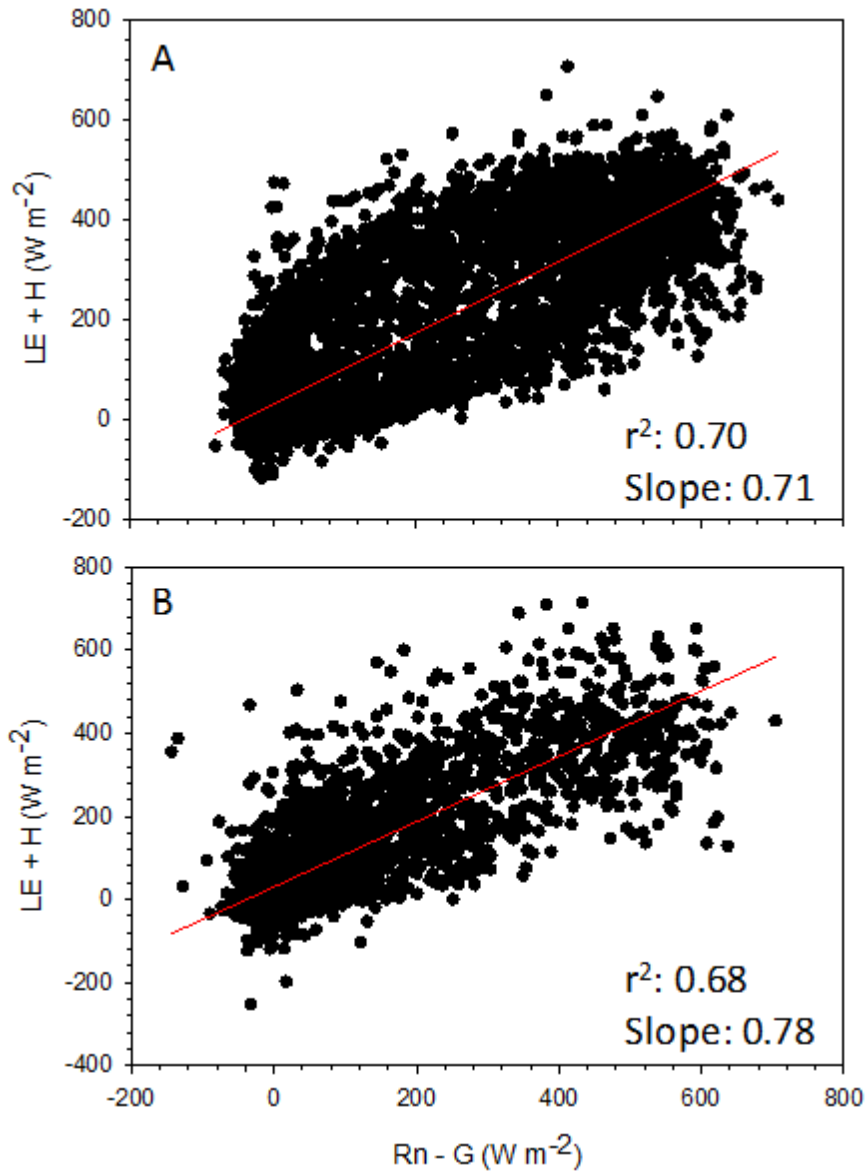 A
800
600
400
200
0
-200
LE + H (W m⁻²)
r²: 0.70
Slope: 0.71
B
800
600
400
200
0
-200
-400
LE + H (W m⁻²)
r²: 0.68
Slope: 0.78
-200 0 200 400 600 800
Rn - G (W m⁻²)